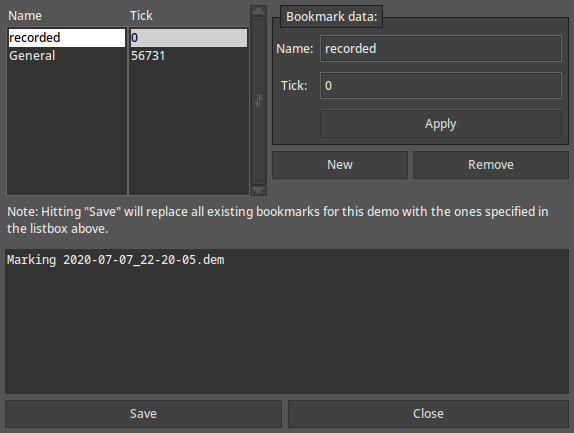 Name Tick
recorded 0
General 56731
Bookmark data:
Name: recorded
Tick: 0
Apply
New Remove
Note: Hitting "Save" will replace all existing bookmarks for this demo with the ones specified in
the listbox above.
Marking 2020-07-07_22-20-05.dem
Save Close